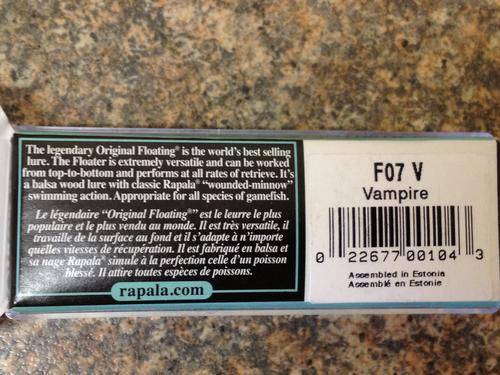 The legendary Original Floating® is the world's best selling
lure. The Floater is extremely versatile and can be worked
from top-to-bottom and performs at all rates of retrieve. It's
a balsa wood lure with classic Rapala® "wounded-minnow"
swimming action. Appropriate for all species of gamefish.
Le légendaire "Original Floating®" est le leurre le plus
populaire et le plus vendu au monde. Il est très versatile, il
travaille de la surface au fond et il s'adapte à n'importe
quelles vitesses de récupération. Il est fabriqué en balsa et
sa nage Rapala® simule à la perfection celle d'un poisson
blessé. Il attire toutes espèces de poissons.
rapala.com
F07 V
Vampire
0 22677 00104 3
Assembled in Estonia
Assemblé en Estonie